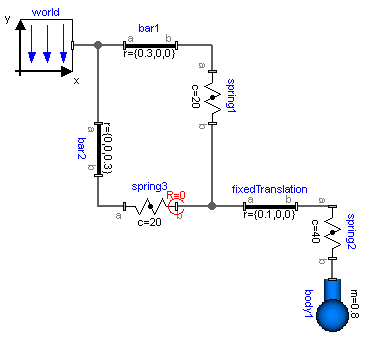 world
y
x
bar1
a
b
r={0.3,0,0}
a
spring1
c=20
b
a
bar2
r={0,0,0.3}
b
spring3
R=0
a
b
c=20
fixedTranslation
a
b
r={0.1,0,0}
a
spring2
c=40
b
body1
m=0.8